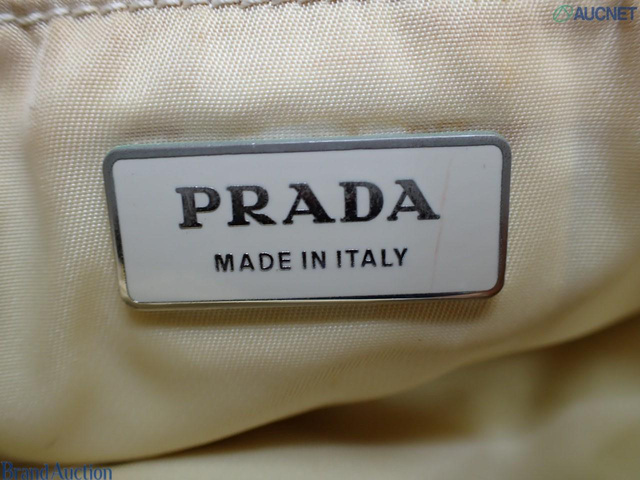 AUCNET
PRADA
MADE IN ITALY
Brand Auction